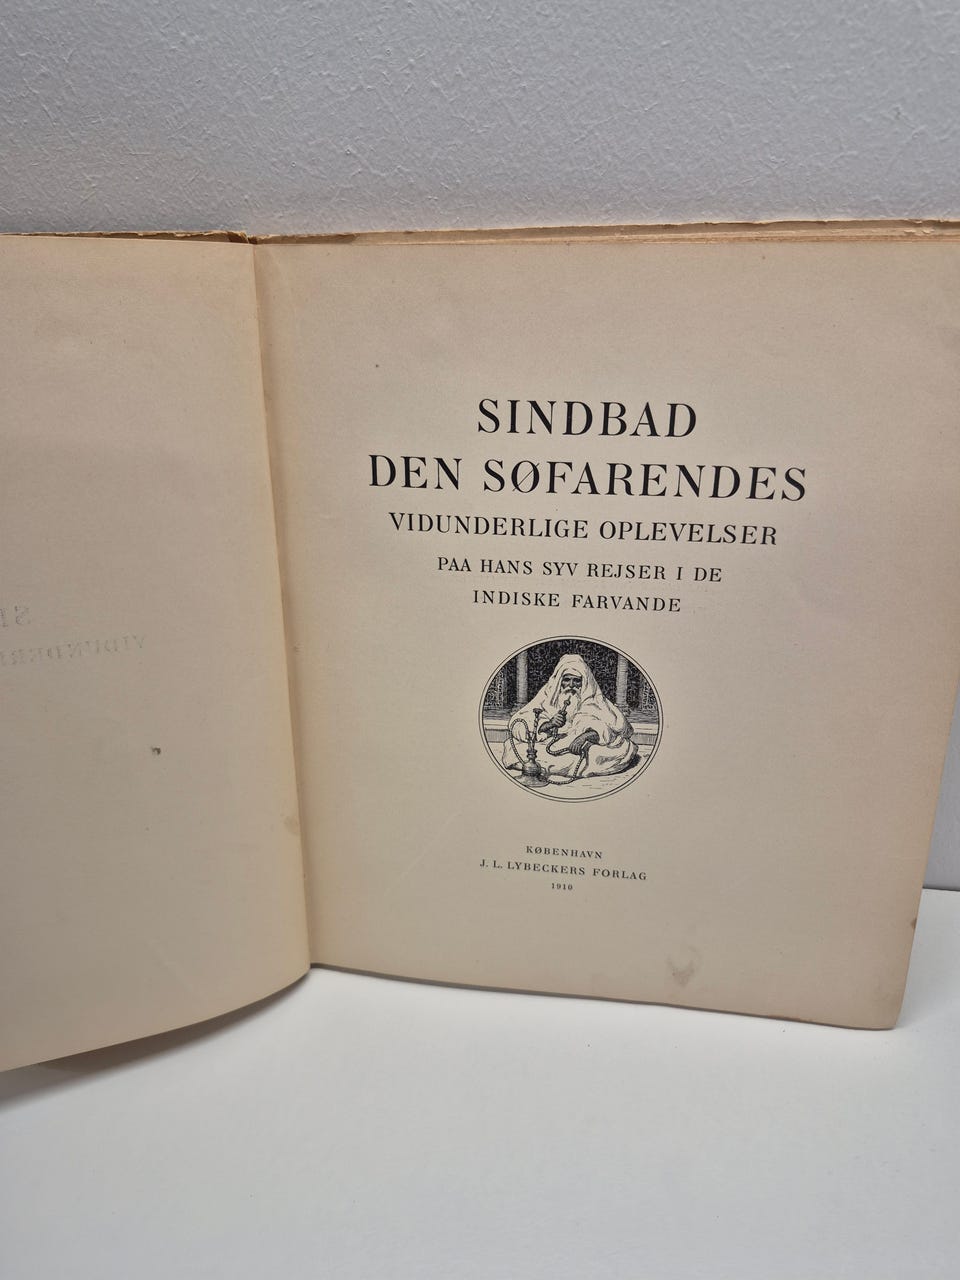 SINDBAD
DEN SØFARENDES
VIDUNDERLIGE OPLEVELSER
PAA HANS SYV REJSER I DE
INDISKE FARVANDE
KØBENHAVN
J. L. LYBECKERS FORLAG
1910